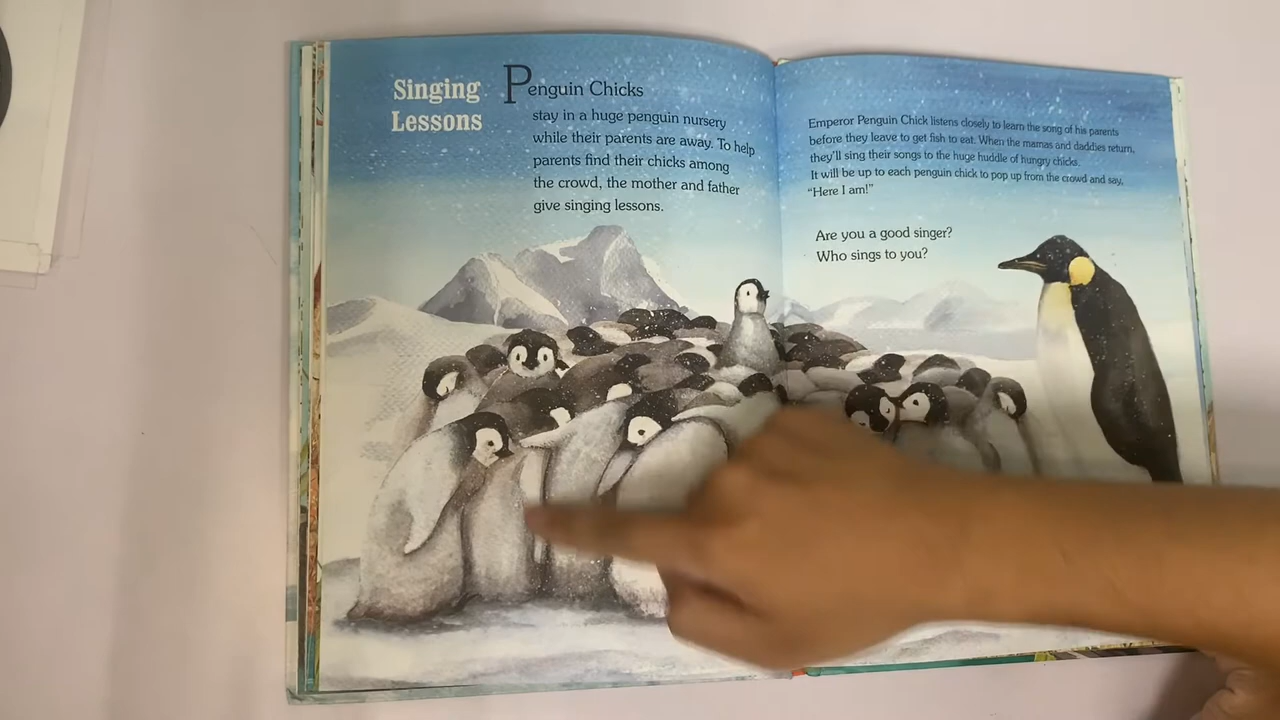 Singing
Lessons
Penguin Chicks
stay in a huge penguin nursery
while their parents are away. To help
parents find their chicks among
the crowd, the mother and father
give singing lessons.
Emperor Penguin Chick listens closely to learn the song of his parents
before they leave to get fish to eat. When the mamas and daddies return,
they'll sing their songs to the huge huddle of hungry chicks.
It will be up to each penguin chick to pop up from the crowd and say,
"Here I am!"
Are you a good singer?
Who sings to you?